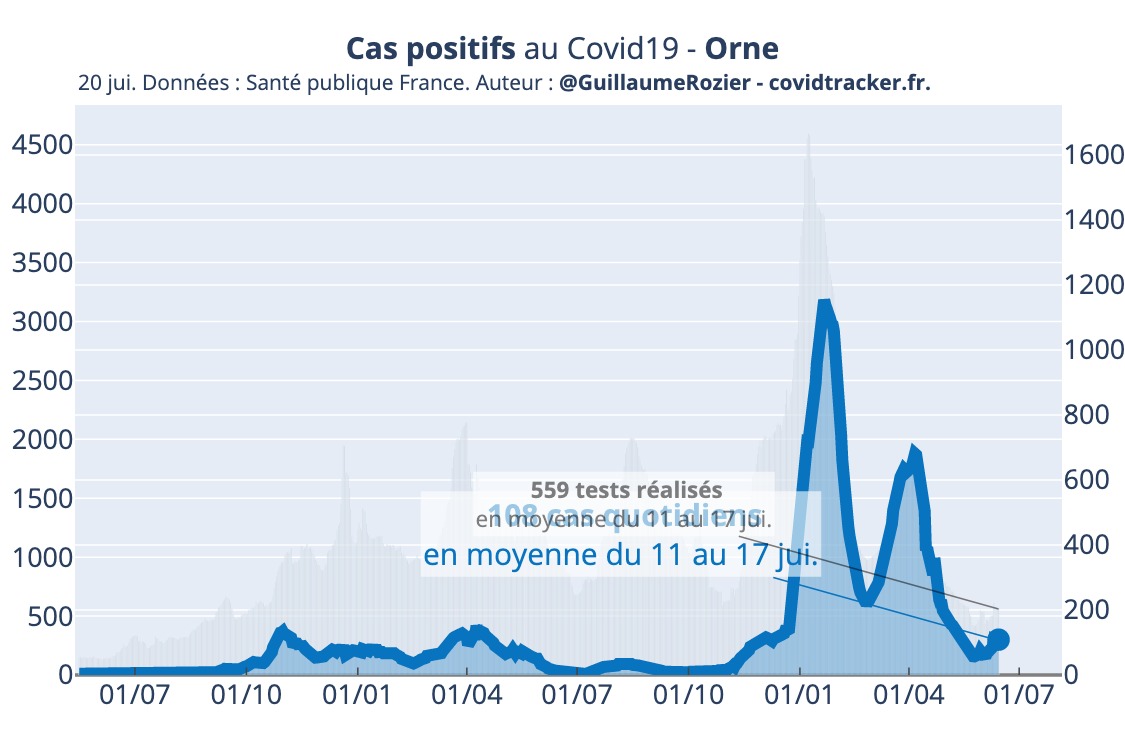 Cas positifs au Covid19 - Orne
20 jui. Données : Santé publique France. Auteur : @GuillaumeRozier - covidtracker.fr.
4500
4000
3500
3000
2500
2000
1500
1000
500
0
1600
1400
1200
1000
800
600
400
200
0
559 tests réalisés
en moyenne du 11 au 17 jui.
108 cas quotidiens
en moyenne du 11 au 17 jui.
01/07 01/10 01/01 01/04 01/07 01/10 01/01 01/04 01/07